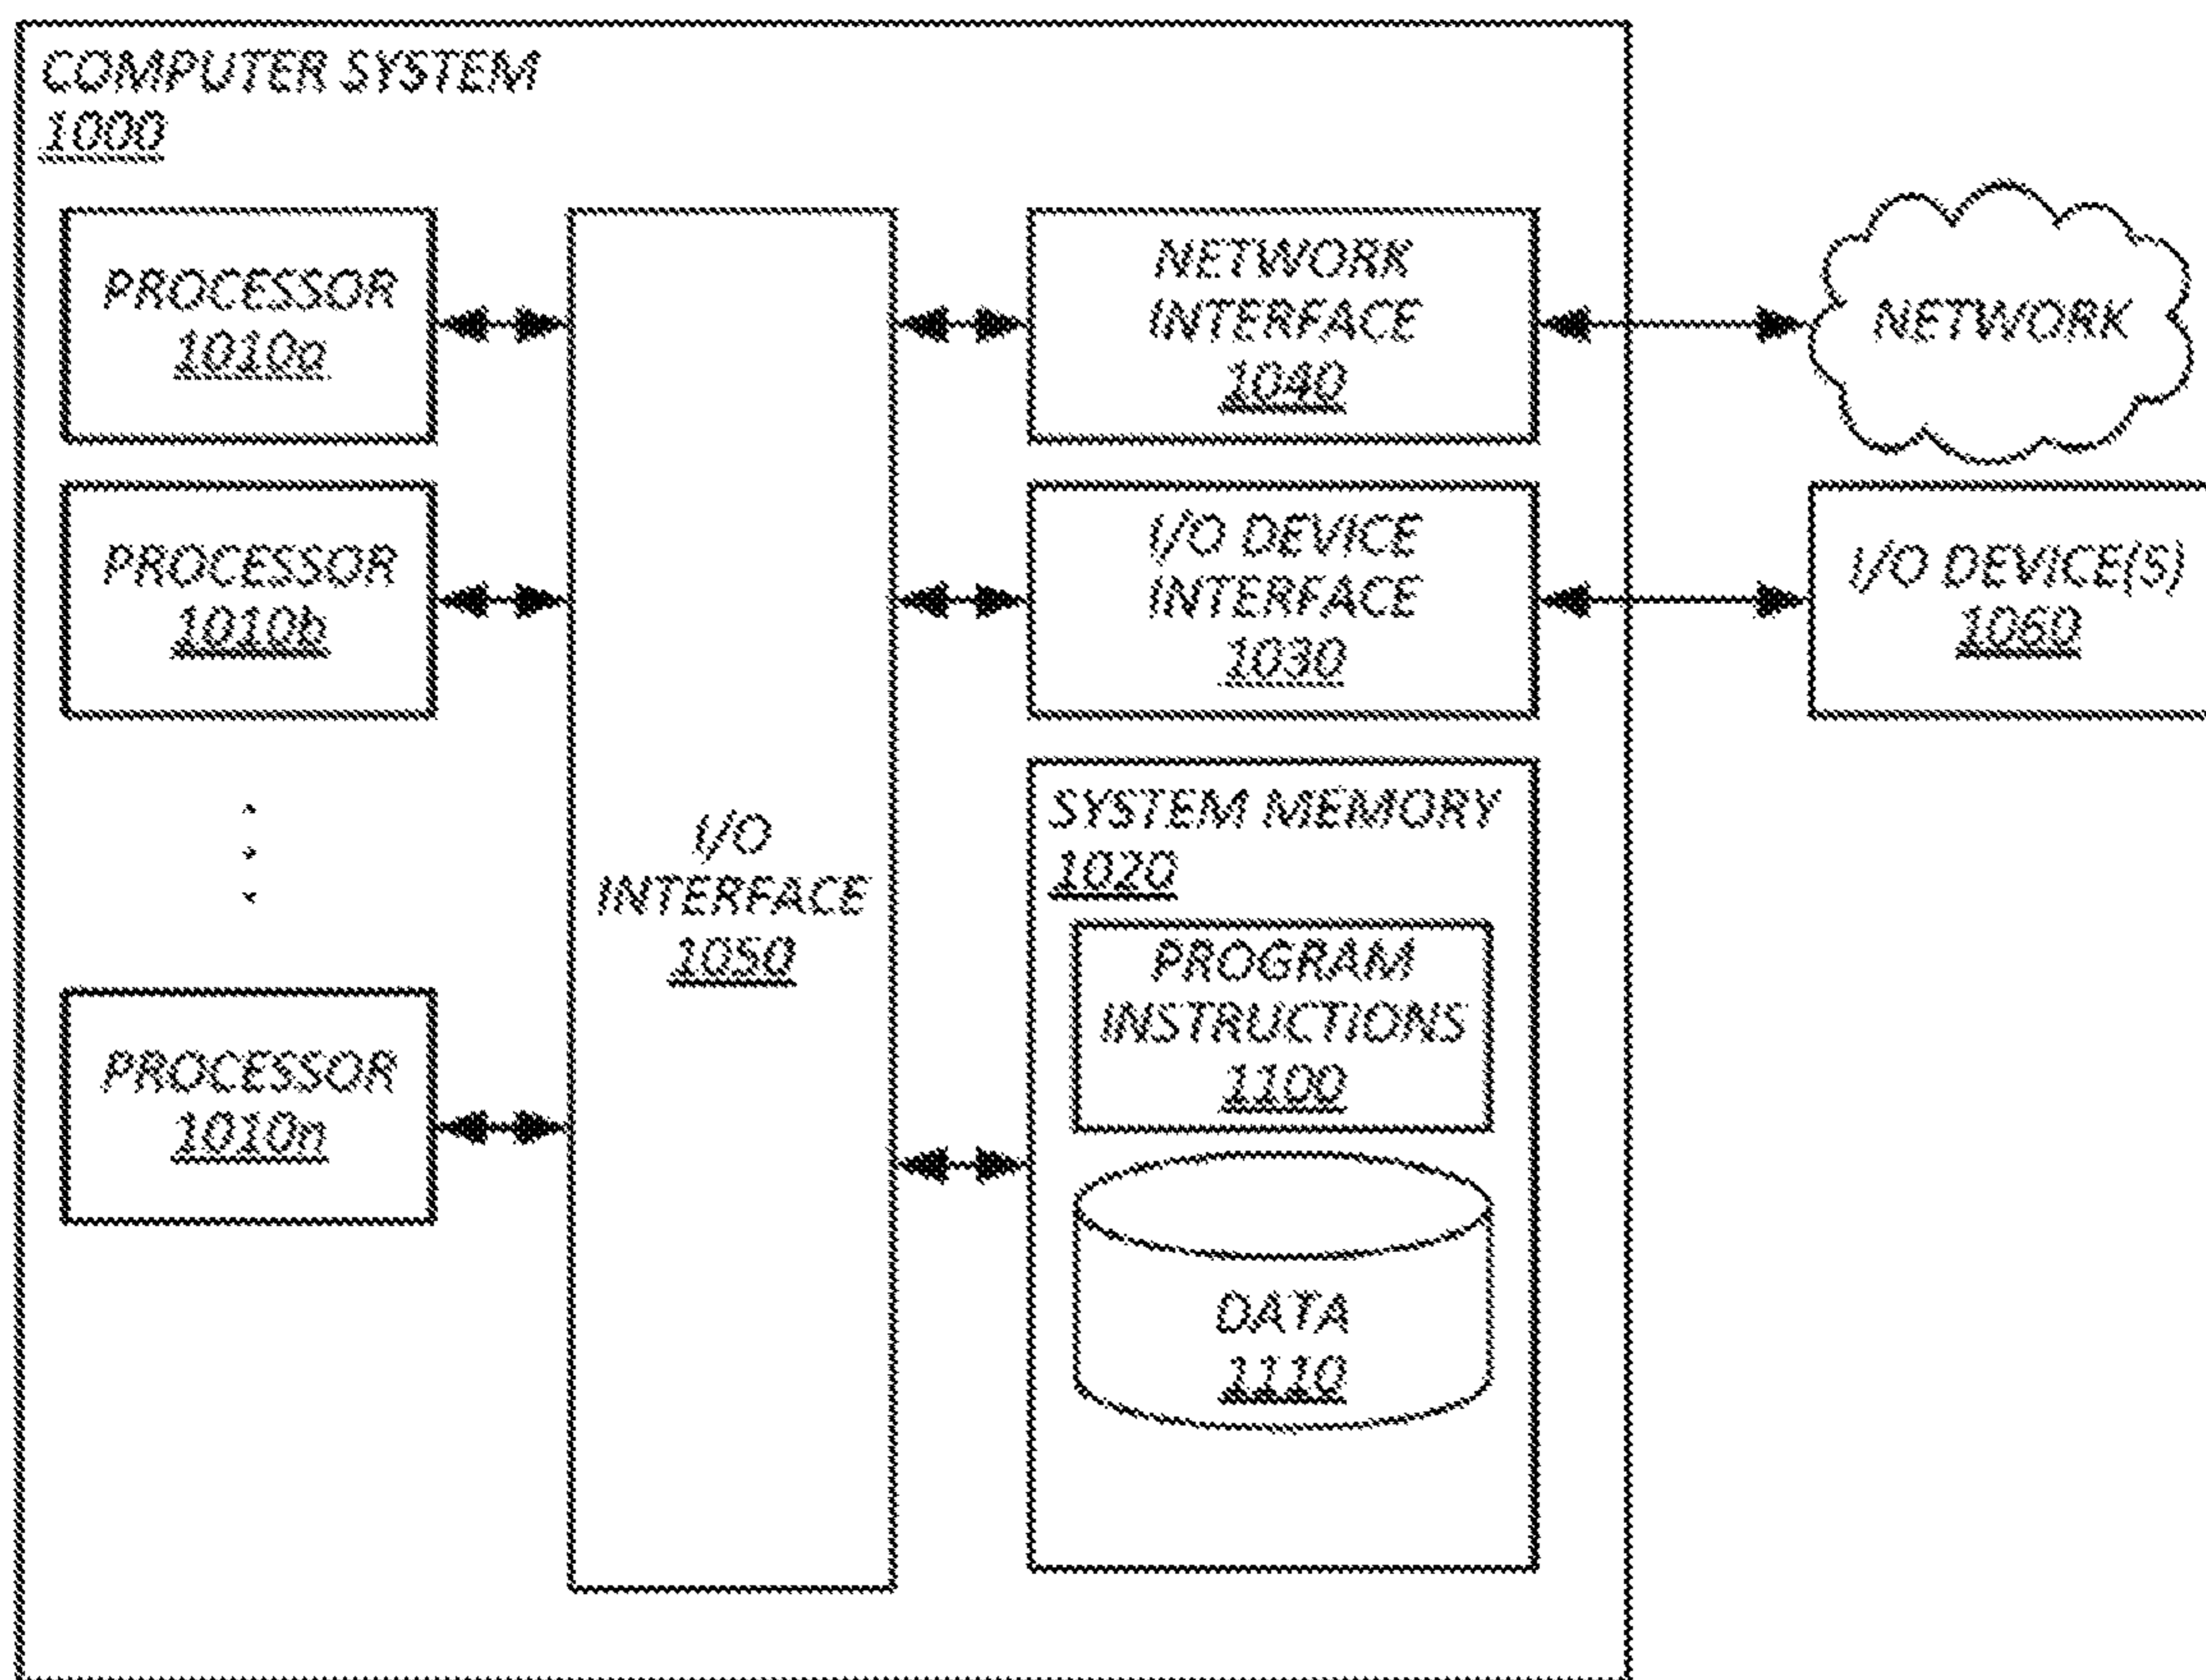 COMPUTER SYSTEM
1000
PROCESSOR
1010a
PROCESSOR
1010b
PROCESSOR
1010n
I/O
INTERFACE
1050
NETWORK
INTERFACE
1040
I/O DEVICE
INTERFACE
1030
SYSTEM MEMORY
1020
PROGRAM
INSTRUCTIONS
1100
DATA
1110
NETWORK
I/O DEVICE(S)
1060